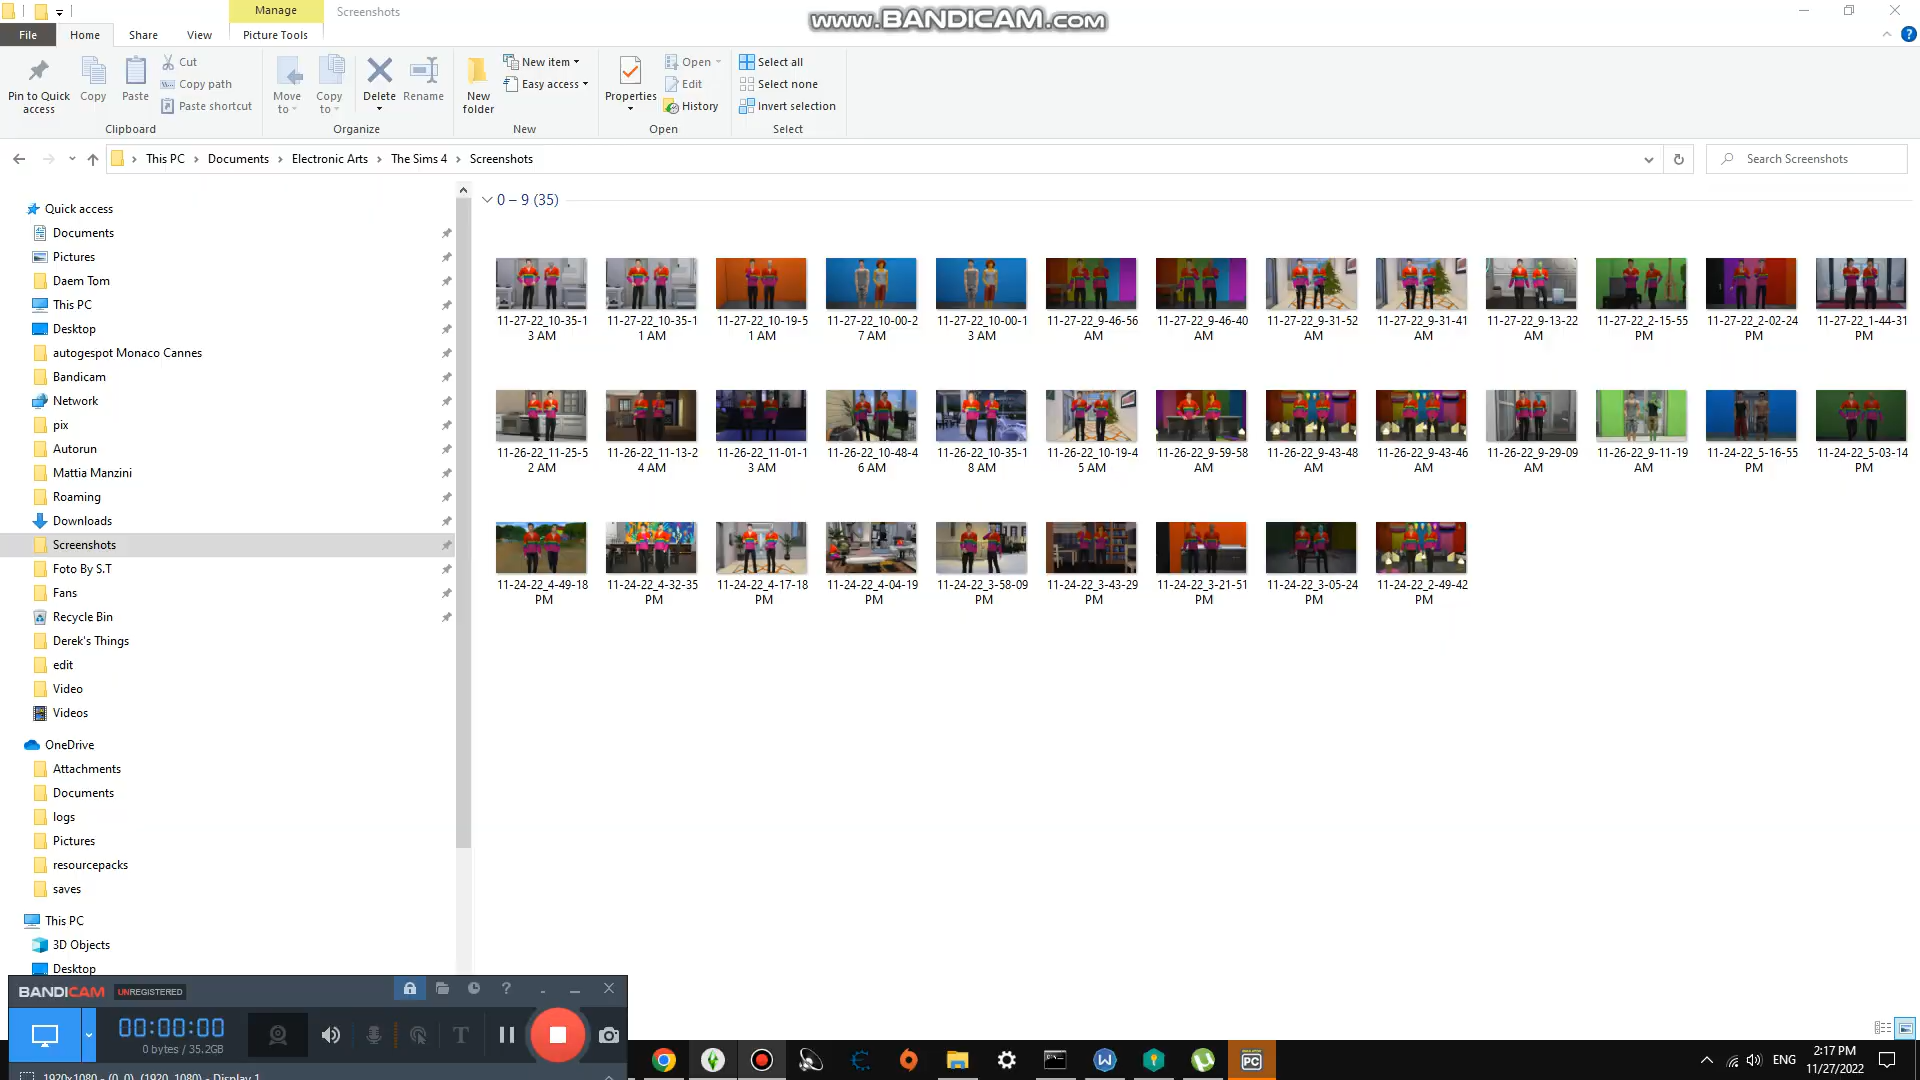 Manage
Screenshots
www.BANDICAM.com
File
Home
Share
View
Picture Tools
Pin to Quick access
Copy
Paste
Cut
Copy path
Paste shortcut
Move to
Copy to
Delete
Rename
New folder
New item
Easy access
Properties
Open
Edit
History
Select all
Select none
Invert selection
Clipboard
Organize
New
Open
Select
This PC > Documents > Electronic Arts > The Sims 4 > Screenshots
Search Screenshots
Quick access
Documents
Pictures
Daem Tom
This PC
Desktop
autogespot Monaco Cannes
Bandicam
Network
pix
Autorun
Mattia Manzini
Roaming
Downloads
Screenshots
Foto By S.T
Fans
Recycle Bin
Derek's Things
edit
Video
Videos
OneDrive
Attachments
Documents
logs
Pictures
resourcepacks
saves
This PC
3D Objects
Desktop
0 – 9 (35)
11-27-22_10-35-13 AM
11-27-22_10-35-11 AM
11-27-22_10-19-51 AM
11-27-22_10-00-27 AM
11-27-22_10-00-13 AM
11-27-22_9-46-56 AM
11-27-22_9-46-40 AM
11-27-22_9-31-52 AM
11-27-22_9-31-41 AM
11-27-22_9-13-22 AM
11-27-22_2-15-55 PM
11-27-22_2-02-24 PM
11-27-22_1-44-31 PM
11-26-22_11-25-52 AM
11-26-22_11-13-24 AM
11-26-22_11-01-13 AM
11-26-22_10-48-46 AM
11-26-22_10-35-18 AM
11-26-22_10-19-45 AM
11-26-22_9-59-58 AM
11-26-22_9-43-48 AM
11-26-22_9-43-46 AM
11-26-22_9-29-09 AM
11-26-22_9-11-19 AM
11-24-22_5-16-55 PM
11-24-22_5-03-14 PM
11-24-22_4-49-18 PM
11-24-22_4-32-35 PM
11-24-22_4-17-18 PM
11-24-22_4-04-19 PM
11-24-22_3-58-09 PM
11-24-22_3-43-29 PM
11-24-22_3-21-51 PM
11-24-22_3-05-24 PM
11-24-22_2-49-42 PM
BANDICAM UNREGISTERED
00:00:00
0 bytes / 35.2GB
1920x1080 - (0, 0), (1920, 1080) - Display 1
PC
ENG
2:17 PM
11/27/2022